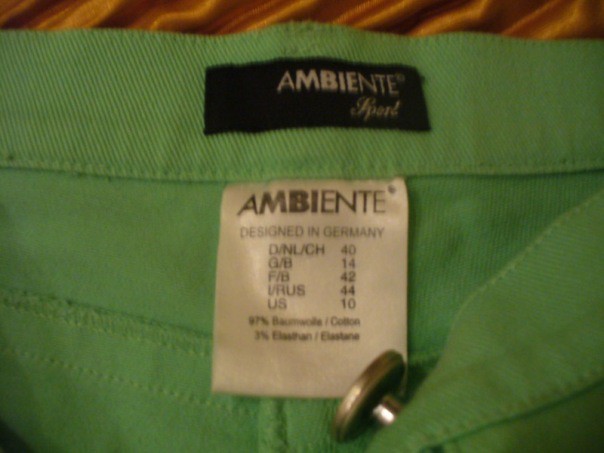 AMBIENTE®
Sport
AMBIENTE®
DESIGNED IN GERMANY
D/NL/CH 40
G/B 14
F/B 42
I/RUS 44
US 10
97% Baumwolle / Cotton
3% Elasthan / Elastane